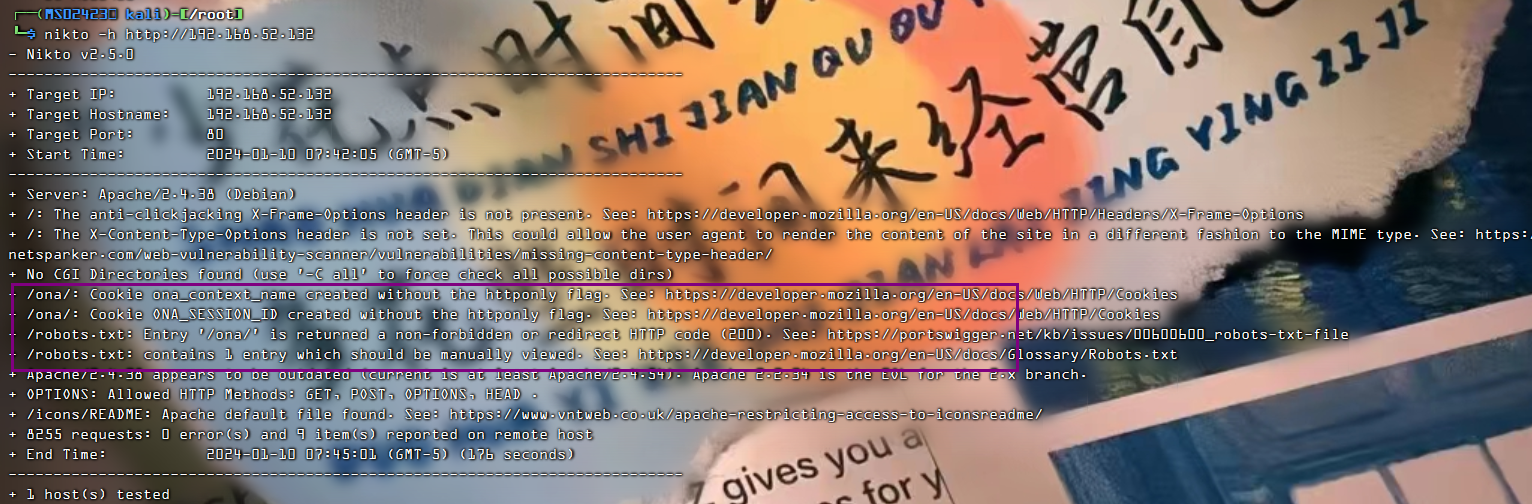 (MS02423㉿kali)-[/root]
$ nikto -h http://192.168.52.132
- Nikto v2.5.0
---------------------------------------------------------------------------
+ Target IP:          192.168.52.132
+ Target Hostname:    192.168.52.132
+ Target Port:        80
+ Start Time:         2024-01-10 07:42:05 (GMT-5)
---------------------------------------------------------------------------
+ Server: Apache/2.4.38 (Debian)
+ /: The anti-clickjacking X-Frame-Options header is not present. See: https://developer.mozilla.org/en-US/docs/Web/HTTP/Headers/X-Frame-Options
+ /: The X-Content-Type-Options header is not set. This could allow the user agent to render the content of the site in a different fashion to the MIME type. See: https:/
netsparker.com/web-vulnerability-scanner/vulnerabilities/missing-content-type-header/
+ No CGI Directories found (use '-C all' to force check all possible dirs)
+ /ona/: Cookie ona_context_name created without the httponly flag. See: https://developer.mozilla.org/en-US/docs/Web/HTTP/Cookies
+ /ona/: Cookie ONA_SESSION_ID created without the httponly flag. See: https://developer.mozilla.org/en-US/docs/Web/HTTP/Cookies
+ /robots.txt: Entry '/ona/' is returned a non-forbidden or redirect HTTP code (200). See: https://portswigger.net/kb/issues/00600600_robots-txt-file
+ /robots.txt: contains 1 entry which should be manually viewed. See: https://developer.mozilla.org/en-US/docs/Glossary/Robots.txt
+ Apache/2.4.38 appears to be outdated (current is at least Apache/2.4.54). Apache 2.2.34 is the EOL for the 2.x branch.
+ OPTIONS: Allowed HTTP Methods: GET, POST, OPTIONS, HEAD .
+ /icons/README: Apache default file found. See: https://www.vntweb.co.uk/apache-restricting-access-to-iconsreadme/
+ 8255 requests: 0 error(s) and 9 item(s) reported on remote host
+ End Time:           2024-01-10 07:45:01 (GMT-5) (176 seconds)
---------------------------------------------------------------------------
+ 1 host(s) tested
点时间
DIAN SHI JIAN QU
来经营自
JING YING ZI JI
gives you a
for y